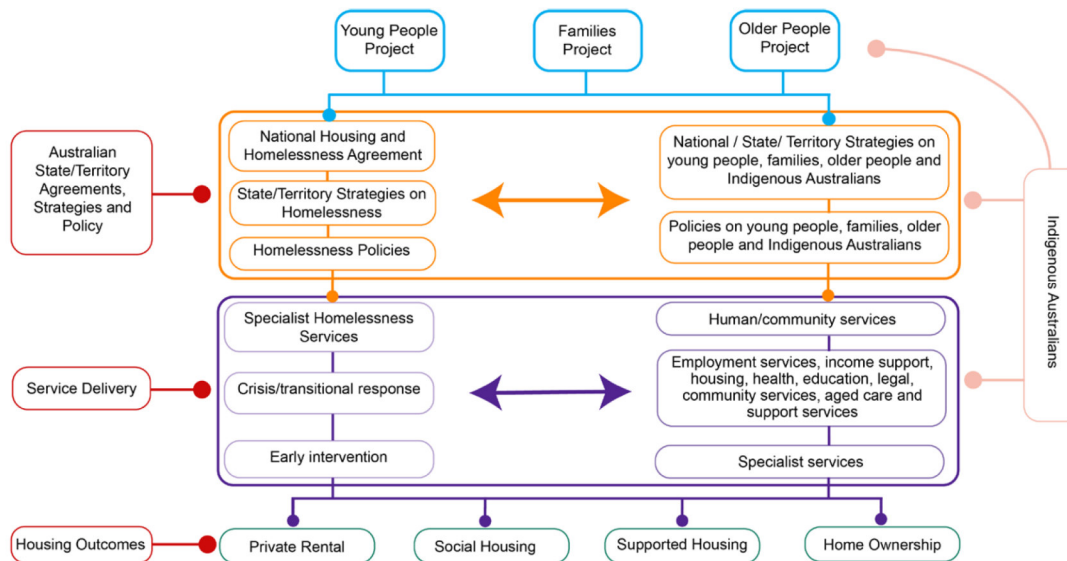 Young People
Project
Families
Project
Older People
Project
Australian
State/Territory
Agreements,
Strategies and
Policy
National Housing and
Homelessness Agreement
State/Territory Strategies on
Homelessness
Homelessness Policies
National / State/ Territory Strategies on
young people, families, older people and
Indigenous Australians
Policies on young people, families, older
people and Indigenous Australians
Indigenous Australians
Service Delivery
Specialist Homelessness
Services
Crisis/transitional response
Early intervention
Human/community services
Employment services, income support,
housing, health, education, legal,
community services, aged care and
support services
Specialist services
Housing Outcomes
Private Rental
Social Housing
Supported Housing
Home Ownership